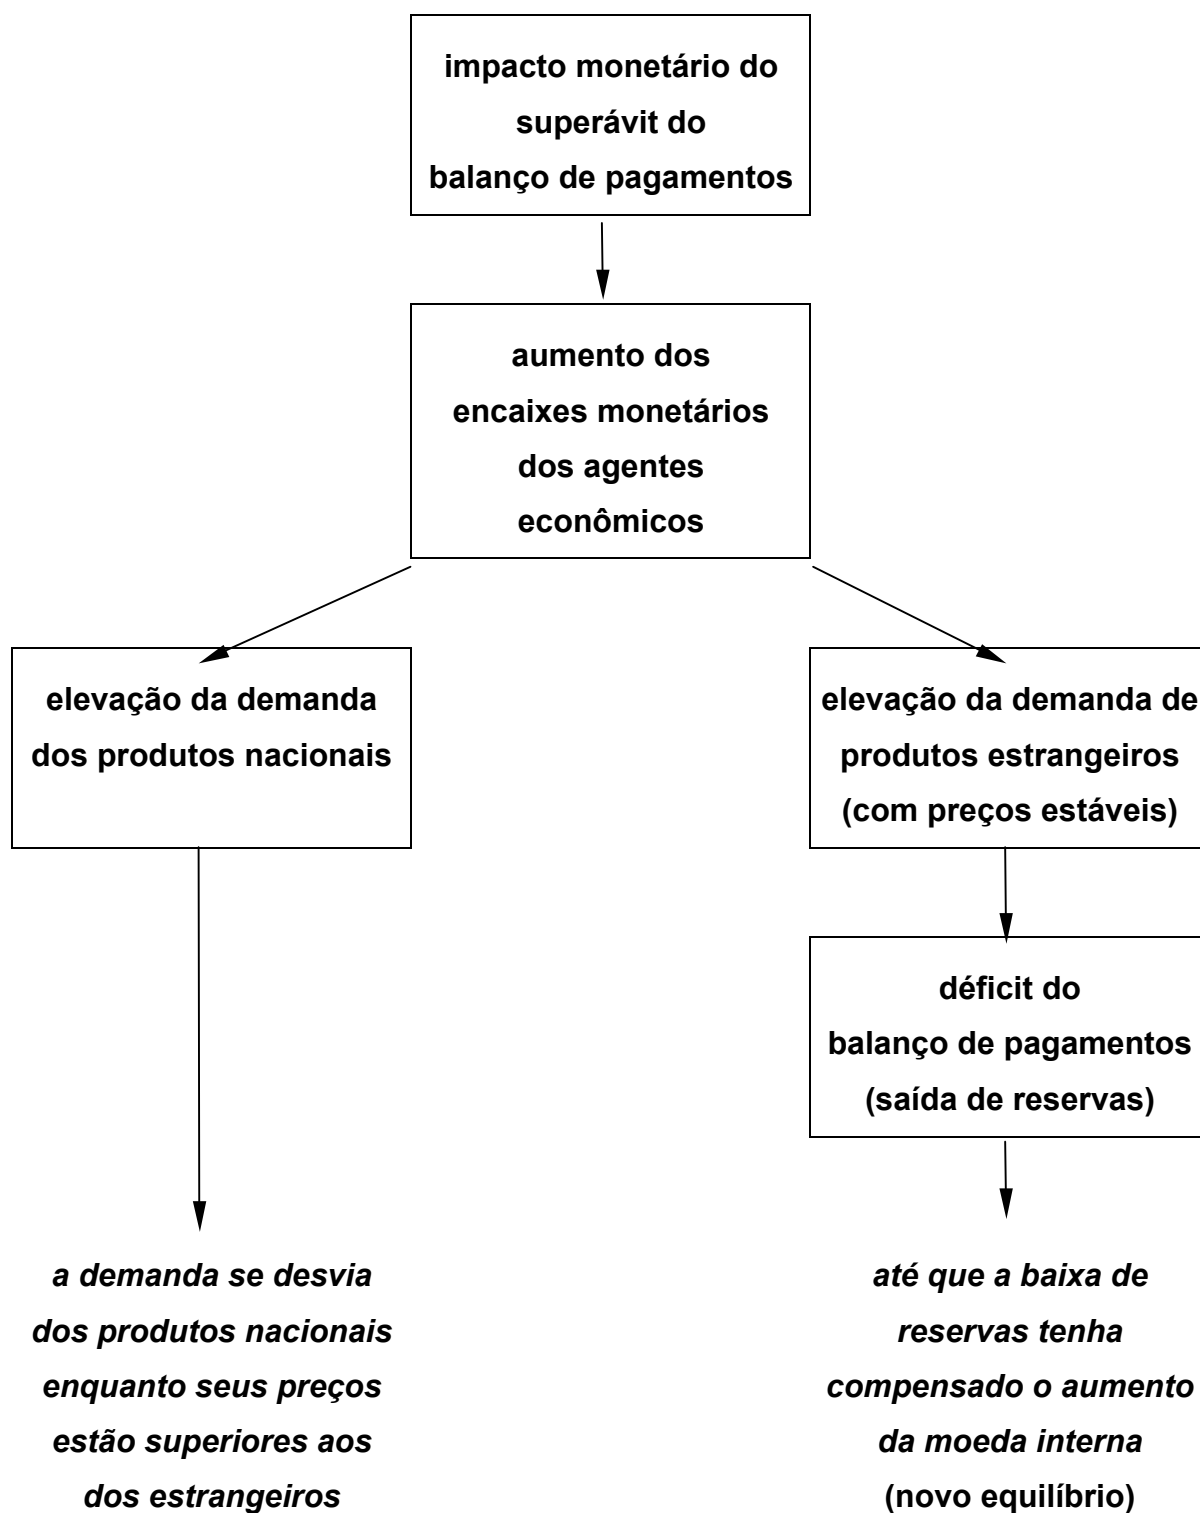 impacto monetário do
superávit do
balanço de pagamentos
aumento dos
encaixes monetários
dos agentes
econômicos
elevação da demanda
dos produtos nacionais
elevação da demanda de
produtos estrangeiros
(com preços estáveis)
déficit do
balanço de pagamentos
(saída de reservas)
a demanda se desvia
dos produtos nacionais
enquanto seus preços
estão superiores aos
dos estrangeiros
até que a baixa de
reservas tenha
compensado o aumento
da moeda interna
(novo equilíbrio)